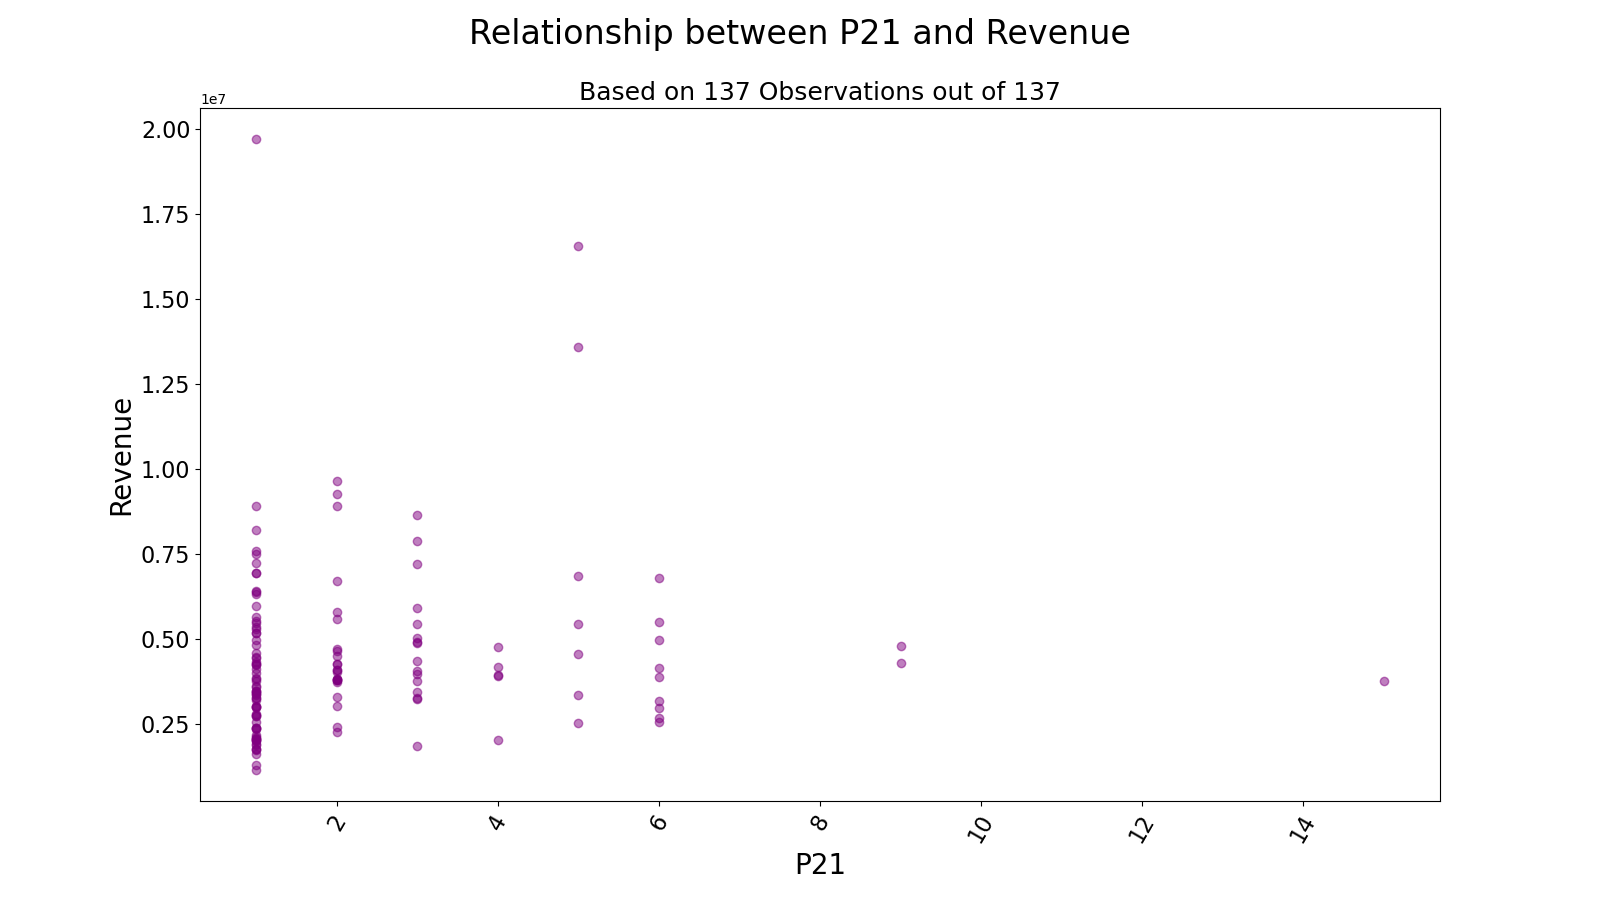 Relationship between P21 and Revenue
Based on 137 Observations out of 137
1e7
2.00
1.75
1.50
1.25
1.00
0.75
0.50
0.25
Revenue
2 4 6 8 10 12 14
P21